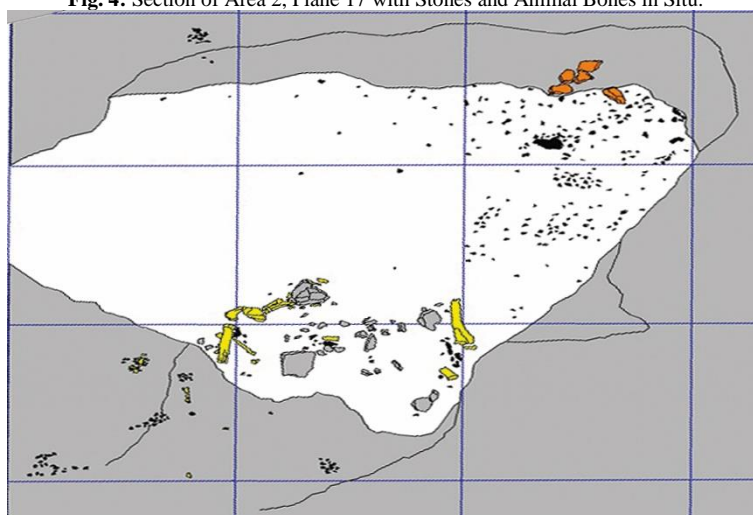 Fig. 4: Section of Area 2, Plane 17 with Stones and Animal Bones in Situ.